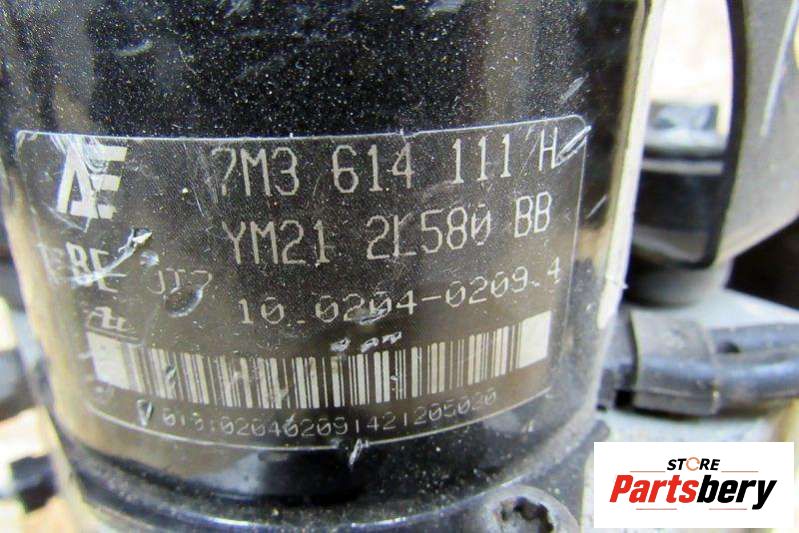 7M3 614 111 H
YM21 2L580 BB
10.0204-0209.4
STORE
Partsbery